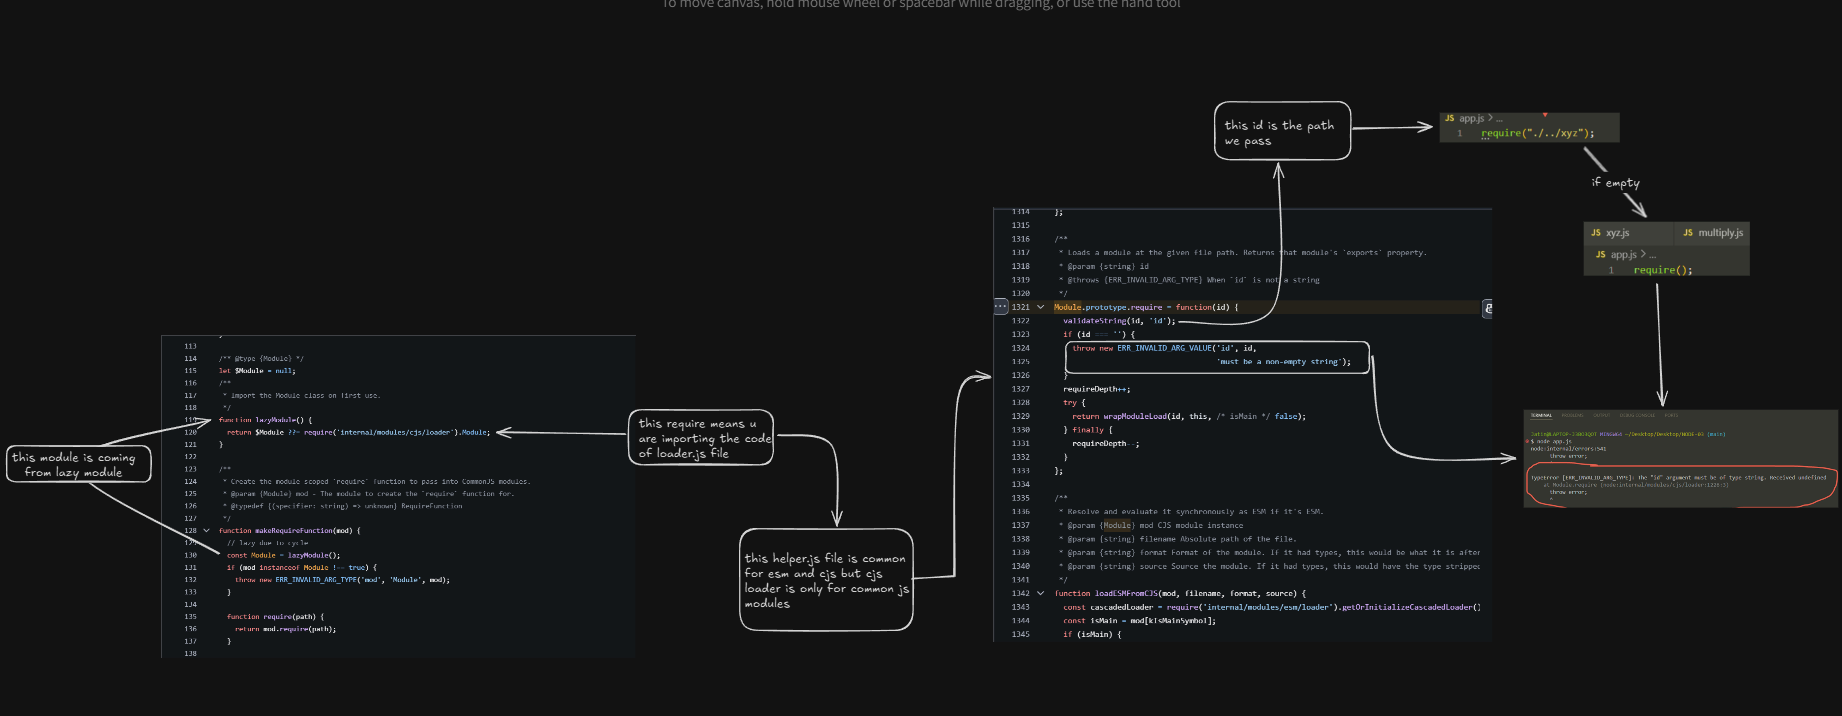 To move canvas, hold mouse wheel or spacebar while dragging, or use the hand tool
this id is the path
we pass
JS app.js > ...
1 require("./../xyz");
if empty
JS xyz.js JS multiply.js
JS app.js > ...
1 require();
1314 };
1315
1316 /**
1317 * Loads a module at the given file path. Returns that module's `exports` property.
1318 * @param {string} id
1319 * @throws {ERR_INVALID_ARG_TYPE} When `id` is not a string
1320 */
1321 Module.prototype.require = function(id) {
1322 validateString(id, 'id');
1323 if (id === '') {
1324 throw new ERR_INVALID_ARG_VALUE('id', id,
1325 'must be a non-empty string');
1326 }
1327 requireDepth++;
1328 try {
1329 return wrapModuleLoad(id, this, /* isMain */ false);
1330 } finally {
1331 requireDepth--;
1332 }
1333 };
1334
1335 /**
1336 * Resolve and evaluate it synchronously as ESM if it's ESM.
1337 * @param {Module} mod CJS module instance
1338 * @param {string} filename Absolute path of the file.
1339 * @param {string} format Format of the module. If it had types, this would be what it is after
1340 * @param {string} source Source the module. If it had types, this would have the type stripped
1341 */
1342 function loadESMFromCJS(mod, filename, format, source) {
1343 const cascadedLoader = require('internal/modules/esm/loader').getOrInitializeCascadedLoader()
1344 const isMain = mod[kIsMainSymbol];
1345 if (isMain) {
113
114 /** @type {Module} */
115 let $Module = null;
116 /**
117 * Import the Module class on first use.
118 */
119 function lazyModule() {
120 return $Module ??= require('internal/modules/cjs/loader').Module;
121 }
122
123 /**
124 * Create the module scoped `require` function to pass into CommonJS modules.
125 * @param {Module} mod - The module to create the `require` function for.
126 * @typedef {(specifier: string) => unknown} RequireFunction
127 */
128 function makeRequireFunction(mod) {
129 // lazy due to cycle
130 const Module = lazyModule();
131 if (mod instanceof Module !== true) {
132 throw new ERR_INVALID_ARG_TYPE('mod', 'Module', mod);
133 }
134
135 function require(path) {
136 return mod.require(path);
137 }
138
this module is coming
from lazy module
this require means u
are importing the code
of loader.js file
this helper.js file is common
for esm and cjs but cjs
loader is only for common js
modules
TERMINAL PROBLEMS OUTPUT DEBUG CONSOLE PORTS
MINGW64 ~/Desktop/Desktop/NODE-03 (main)
$ node app.js
node:internal/errors:541
throw error;
TypeError [ERR_INVALID_ARG_TYPE]: The "id" argument must be of type string. Received undefined
at Module.require (node:internal/modules/cjs/loader:1226:3)
throw error;
^